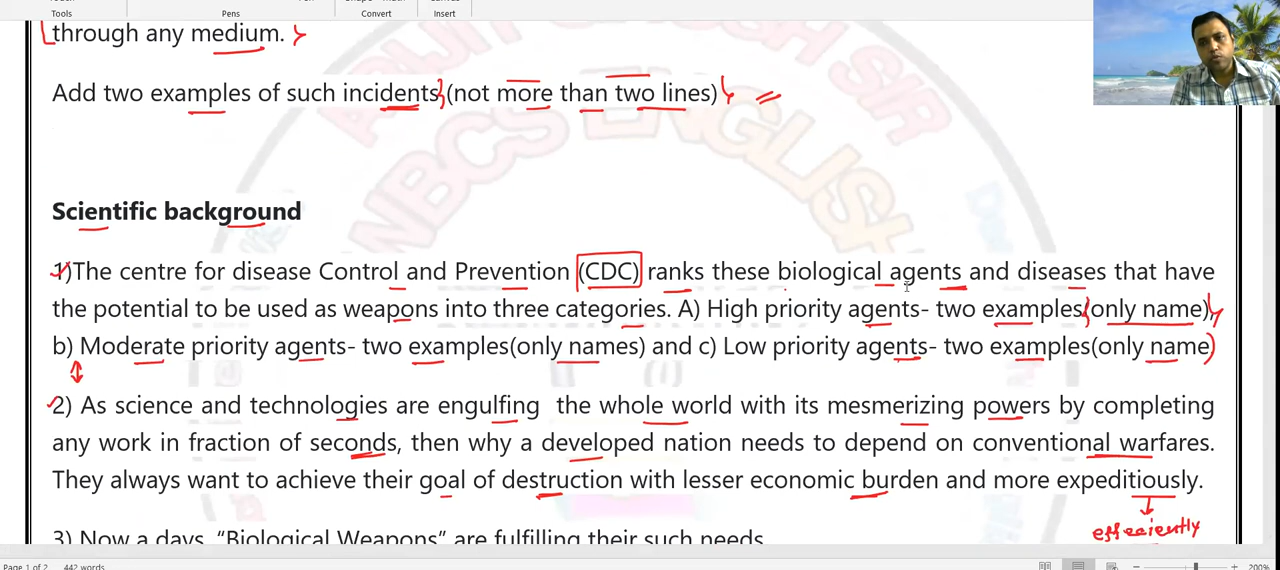 Tools Pens Convert Insert
through any medium.
Add two examples of such incidents (not more than two lines)
Scientific background
1)The centre for disease Control and Prevention (CDC) ranks these biological agents and diseases that have
the potential to be used as weapons into three categories. A) High priority agents- two examples(only name),
b) Moderate priority agents- two examples(only names) and c) Low priority agents- two examples(only name)
2) As science and technologies are engulfing the whole world with its mesmerizing powers by completing
any work in fraction of seconds, then why a developed nation needs to depend on conventional warfares.
They always want to achieve their goal of destruction with lesser economic burden and more expeditiously.
effeciently
3) Now a days, “Biological Weapons” are fulfilling their such needs
Page 1 of 2 442 words 200%